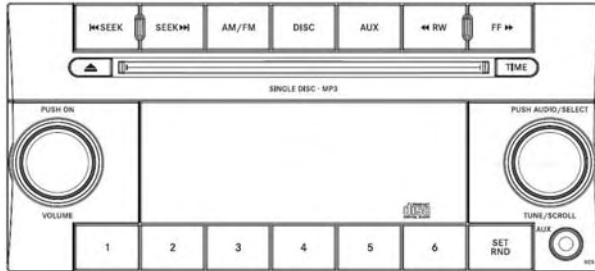 SEEK SEEK AM/FM DISC AUX RW FF
TIME
SINGLE DISC · MP3
PUSH ON PUSH AUDIO/SELECT
VOLUME TUNE/SCROLL
1 2 3 4 5 6 SET RND AUX